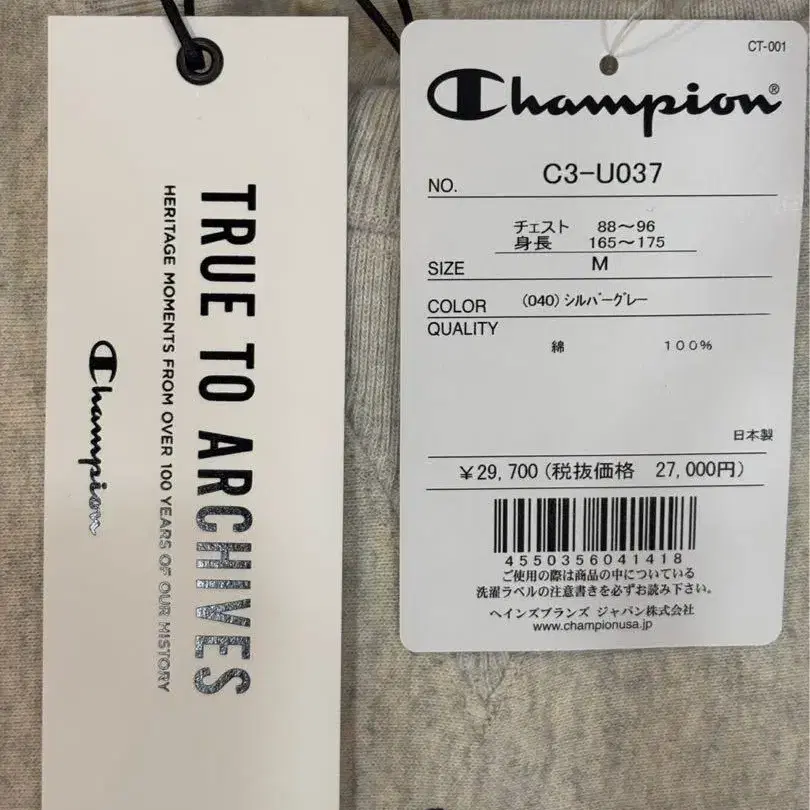 TRUE TO ARCHIVES
HERITAGE MOMENTS FROM OVER 100 YEARS OF OUR HISTORY
Champion
CT-001
Champion®
NO. C3-U037
チェスト 88～96
身長 165～175
SIZE M
COLOR (040) シルバーグレー
QUALITY
綿 100%
日本製
￥29,700(税抜価格 27,000円)
4550356041418
ご使用の際は商品の中についている
洗濯ラベルの注意書きを必ずお読み下さい。
ヘインズブランズ ジャパン株式会社
www.championusa.jp